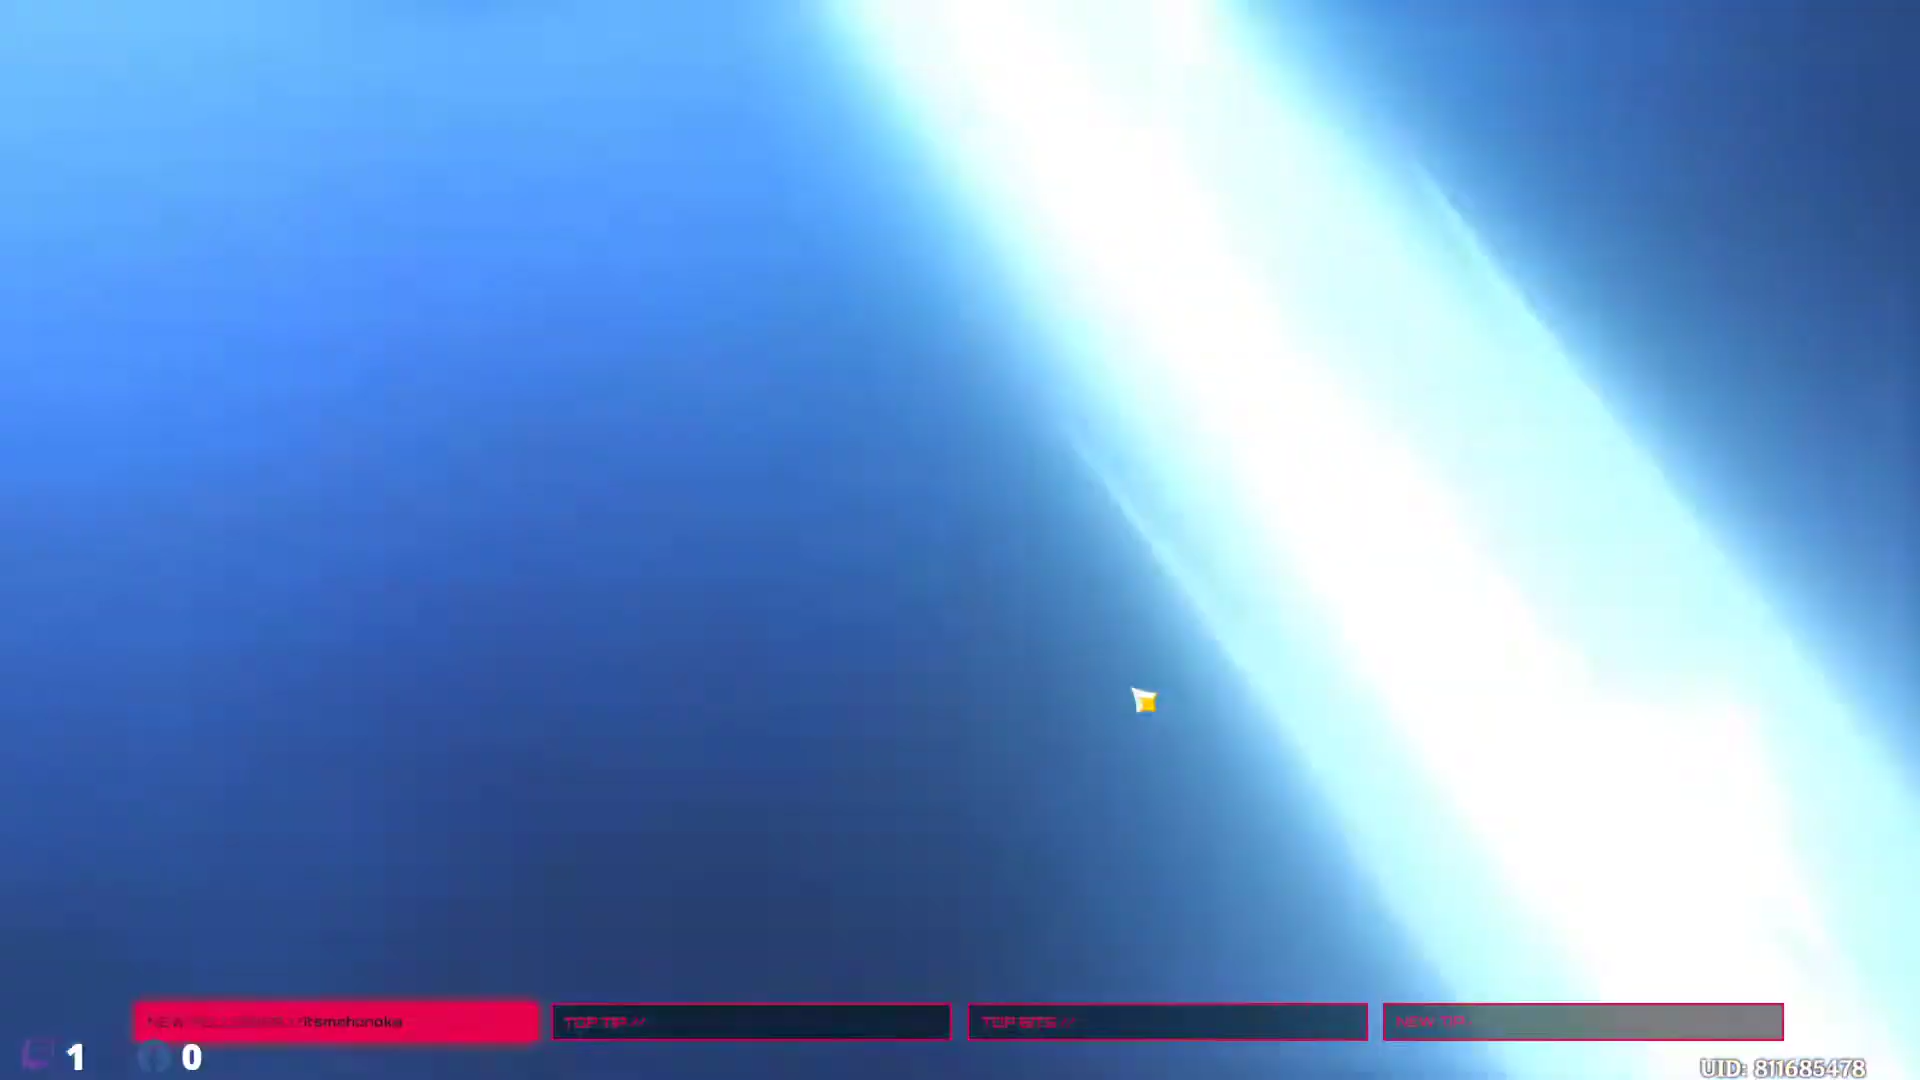 NEW FOLLOWER // itsmehanoka
TOP TIP //
TOP BITS //
NEW TIP
1
0
UID: 811685478